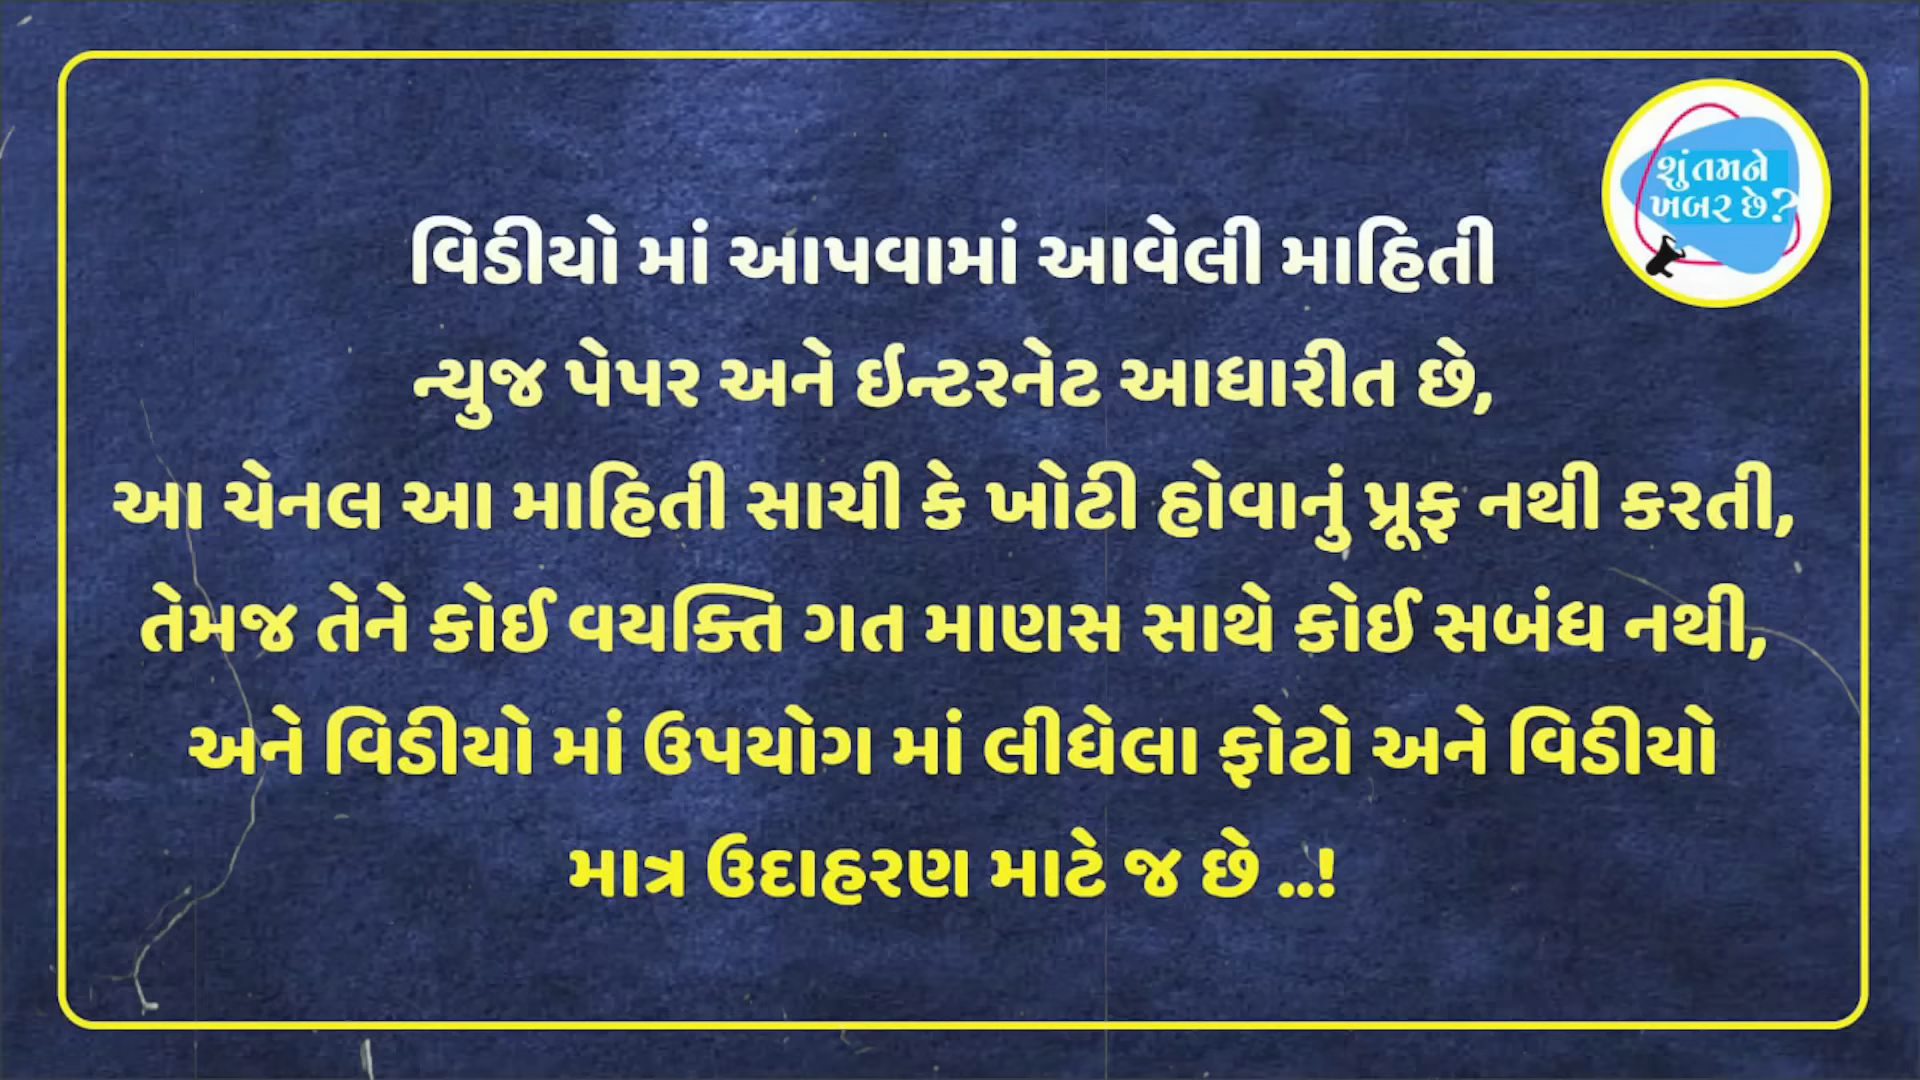 શું તમને
ખબર છે?
વિડીયો માં આપવામાં આવેલી માહિતી
ન્યુજ પેપર અને ઇન્ટરનેટ આધારીત છે,
આ ચેનલ આ માહિતી સાચી કે ખોટી હોવાનું પ્રૂફ નથી કરતી,
તેમજ તેને કોઈ વયક્તિ ગત માણસ સાથે કોઈ સબંધ નથી,
અને વિડીયો માં ઉપયોગ માં લીધેલા ફોટો અને વિડીયો
માત્ર ઉદાહરણ માટે જ છે ..!